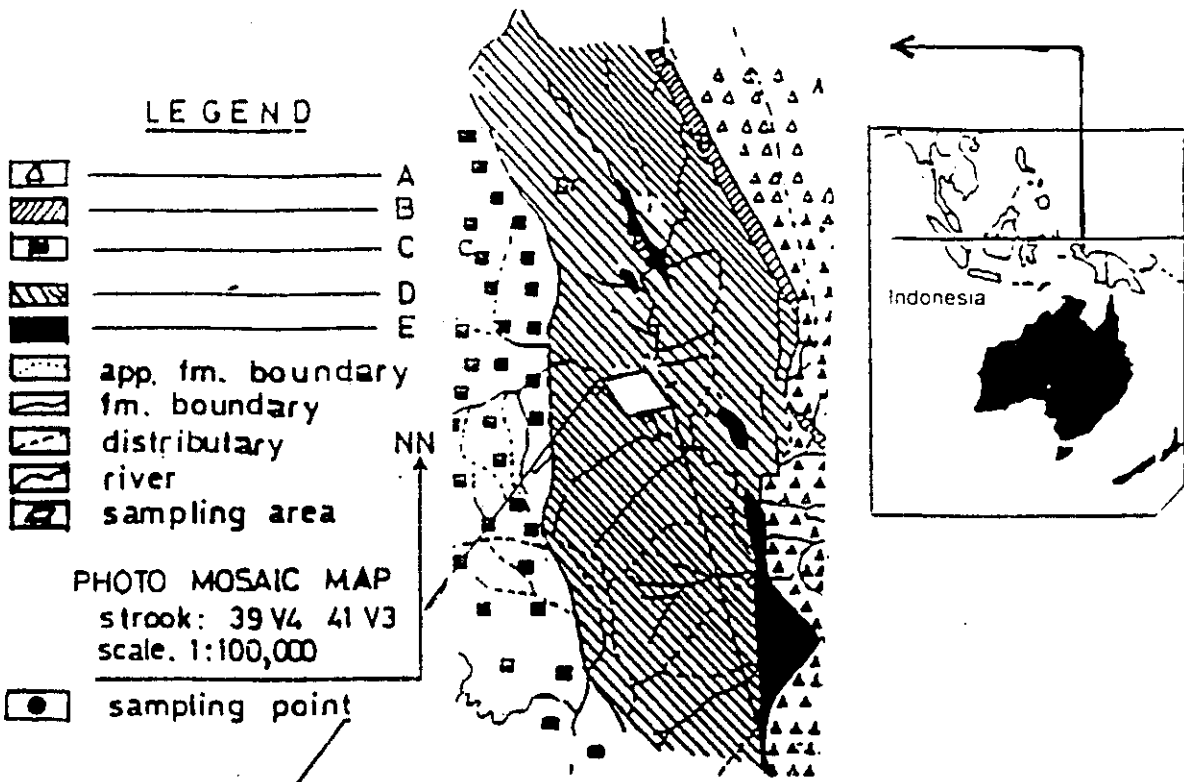 LEGEND
A
B
C
D
E
app. fm. boundary
fm. boundary
distributary
river
sampling area
NN
PHOTO MOSAIC MAP
strook: 39 V4 41 V3
scale. 1:100,000
sampling point
A
C
Indonesia